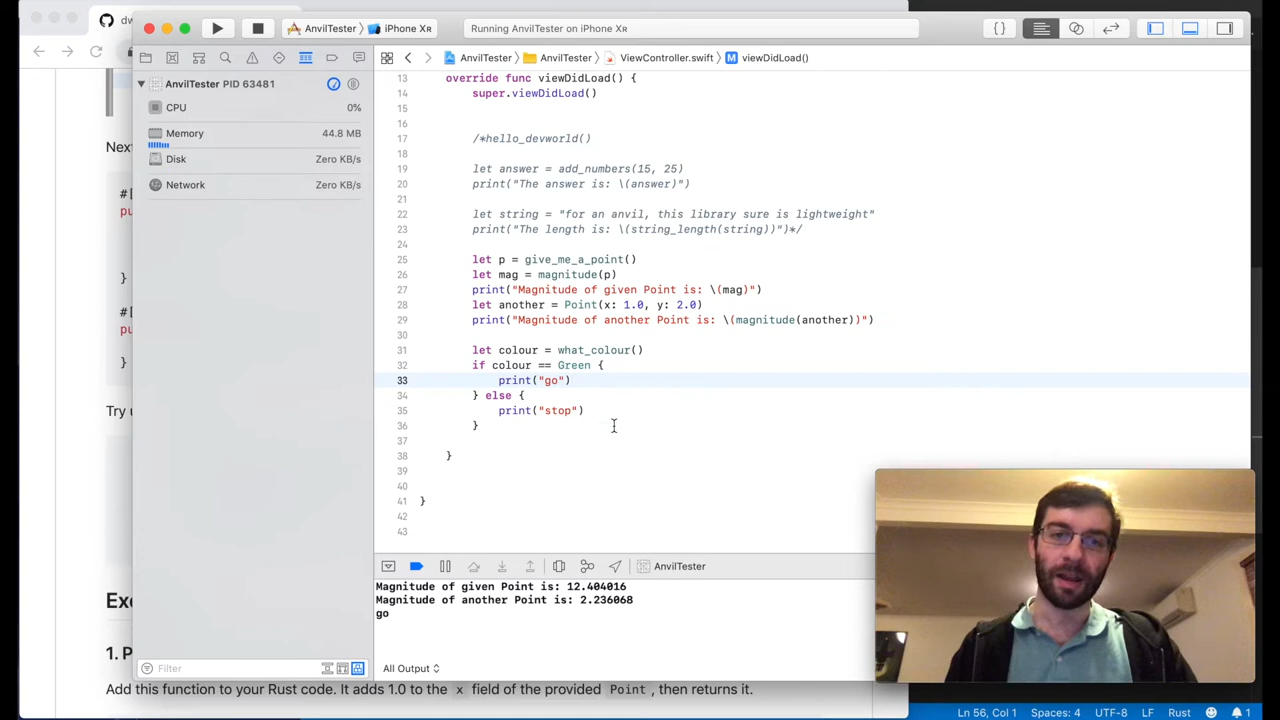 dw
AnvilTester
iPhone Xʀ
Running AnvilTester on iPhone Xʀ
AnvilTester
AnvilTester
ViewController.swift
M
viewDidLoad()
AnvilTester PID 63481
CPU
0%
Memory
44.8 MB
Disk
Zero KB/s
Network
Zero KB/s
Filter
13 override func viewDidLoad() {
14 super.viewDidLoad()
15
16
17 /*hello_devworld()
18
19 let answer = add_numbers(15, 25)
20 print("The answer is: \(answer)")
21
22 let string = "for an anvil, this library sure is lightweight"
23 print("The length is: \(string_length(string))")*/
24
25 let p = give_me_a_point()
26 let mag = magnitude(p)
27 print("Magnitude of given Point is: \(mag)")
28 let another = Point(x: 1.0, y: 2.0)
29 print("Magnitude of another Point is: \(magnitude(another))")
30
31 let colour = what_colour()
32 if colour == Green {
33 print("go")
34 } else {
35 print("stop")
36 }
37
38 }
39
40
41 }
42
43
AnvilTester
Magnitude of given Point is: 12.404016
Magnitude of another Point is: 2.236068
go
All Output
Nex
#[
pu
}
#[
pu
}
Try u
Exe
1. P
Add this function to your Rust code. It adds 1.0 to the x field of the provided Point, then returns it.
Ln 56, Col 1 Spaces: 4 UTF-8 LF Rust 1